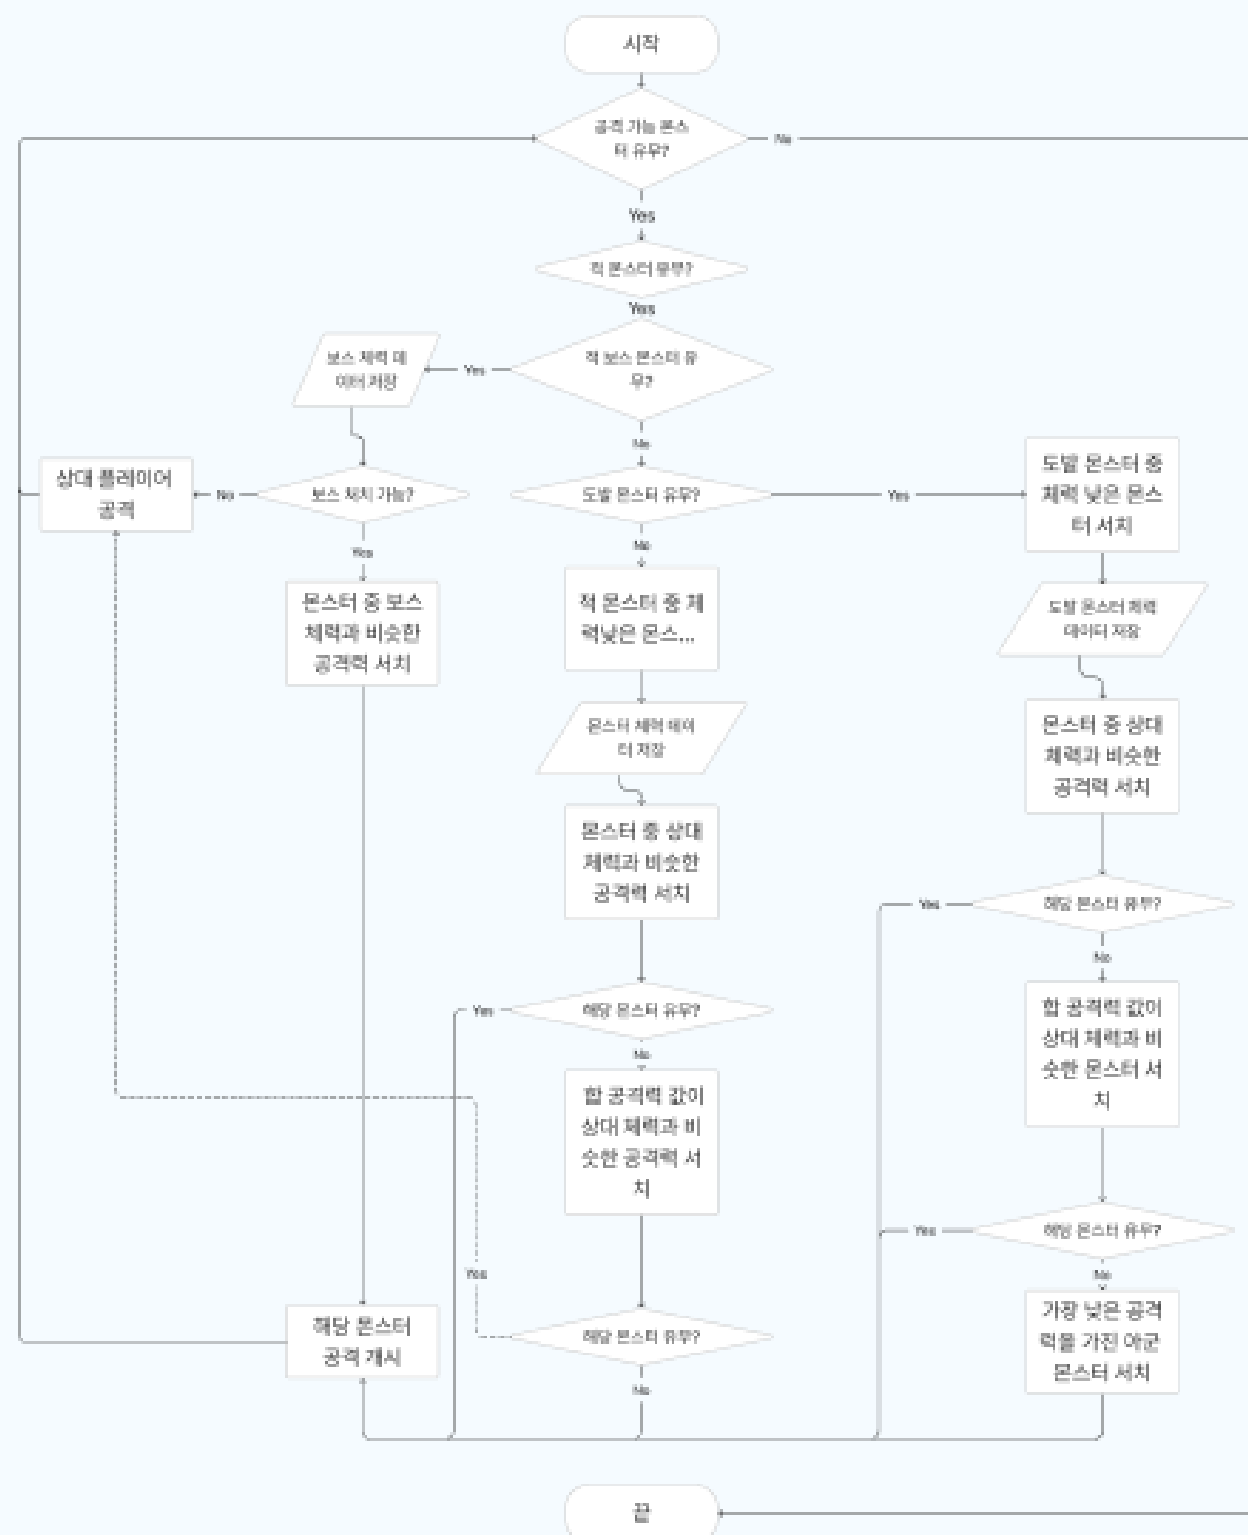 시작
공격 가능 몬스
터 유무?
No
Yes
적 몬스터 유무?
Yes
적 보스 몬스터 유
무?
Yes
보스 체력 데
이터 저장
No
상대 플레이어
공격
No
보스 처치 가능?
도발 몬스터 유무?
Yes
도발 몬스터 중
체력 낮은 몬스
터 서치
Yes
No
몬스터 중 보스
체력과 비슷한
공격력 서치
적 몬스터 중 체
력낮은 몬스...
도발 몬스터 체력
데이터 저장
몬스터 체력 데이
터 저장
몬스터 중 상대
체력과 비슷한
공격력 서치
몬스터 중 상대
체력과 비슷한
공격력 서치
Yes
해당 몬스터 유무?
No
Yes
해당 몬스터 유무?
No
합 공격력 값이
상대 체력과 비
슷한 몬스터 서
치
합 공격력 값이
상대 체력과 비
슷한 공격력 서
치
Yes
해당 몬스터 유무?
No
Yes
해당 몬스터
공격 개시
해당 몬스터 유무?
No
가장 낮은 공격
력을 가진 아군
몬스터 서치
끝